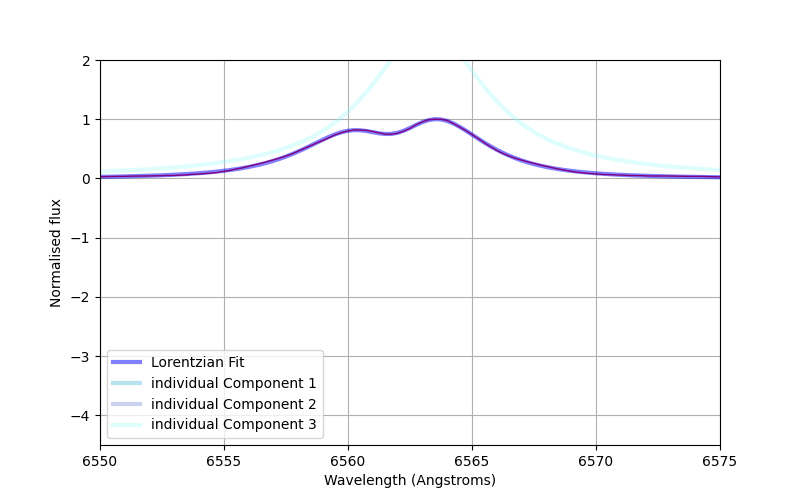 2
1
0
−1
−2
−3
−4
Normalised flux
Lorentzian Fit
individual Component 1
individual Component 2
individual Component 3
6550 6555 6560 6565 6570 6575
Wavelength (Angstroms)